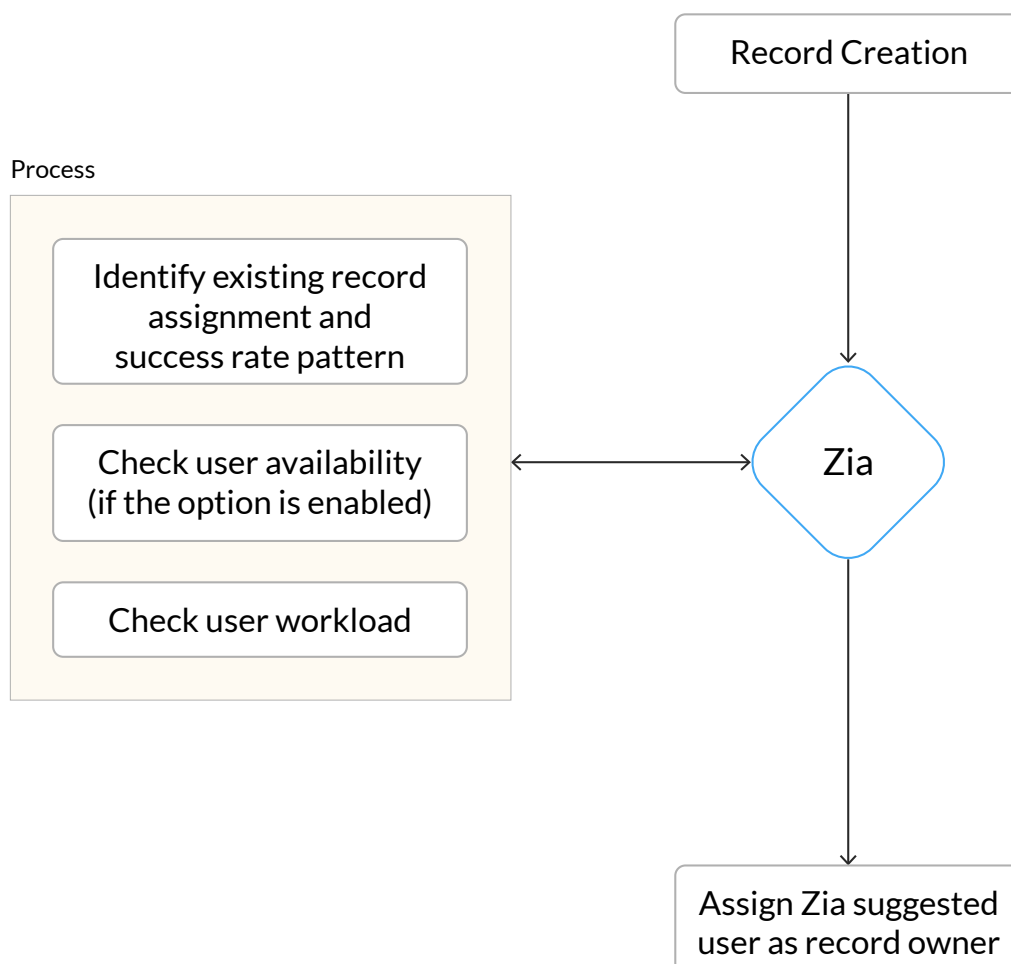 Record Creation
Process
Identify existing record
assignment and
success rate pattern
Check user availability
(if the option is enabled)
Zia
Check user workload
Assign Zia suggested
user as record owner